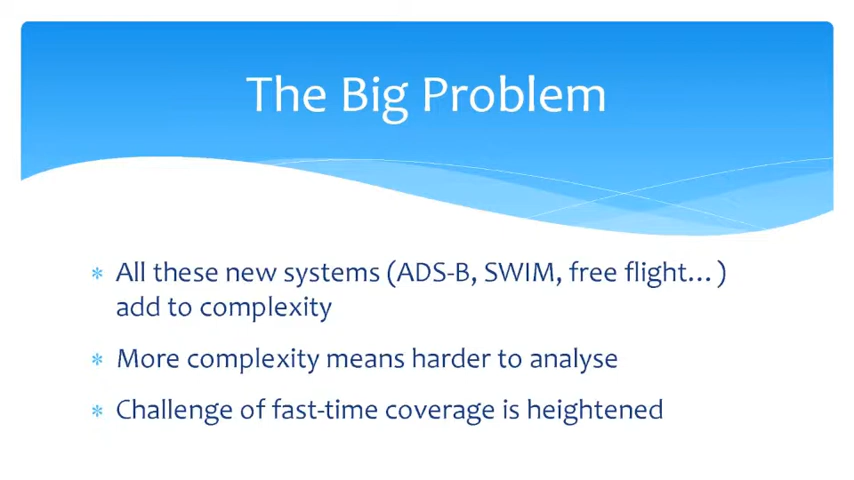 The Big Problem
* All these new systems (ADS-B, SWIM, free flight... )
add to complexity
* More complexity means harder to analyse
* Challenge of fast-time coverage is heightened